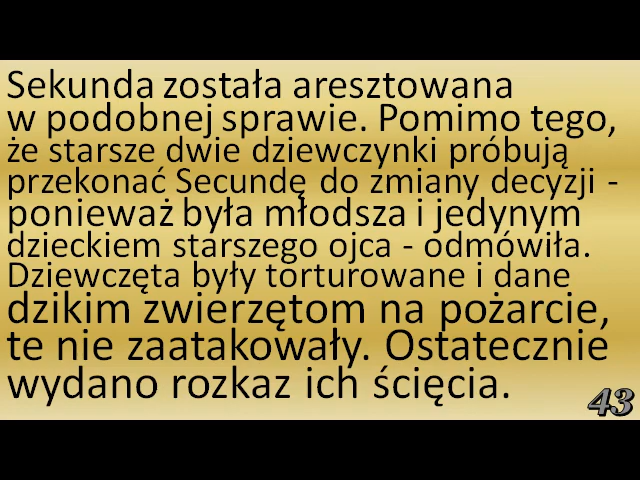 Sekunda została aresztowana
w podobnej sprawie. Pomimo tego,
że starsze dwie dziewczynki próbują
przekonać Secundę do zmiany decyzji -
ponieważ była młodsza i jedynym
dzieckiem starszego ojca - odmówiła.
Dziewczęta były torturowane i dane
dzikim zwierzętom na pożarcie,
te nie zaatakowały. Ostatecznie
wydano rozkaz ich ścięcia.
43